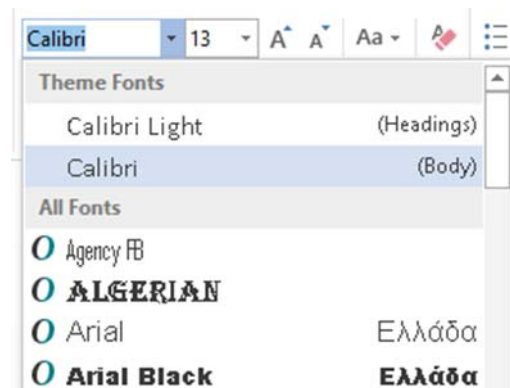 Calibri 13 A A Aa A
Theme Fonts
Calibri Light (Headings)
Calibri (Body)
All Fonts
O Agency FB
O ALGERIAN
O Arial Ελλάδα
O Arial Black Ελλάδα